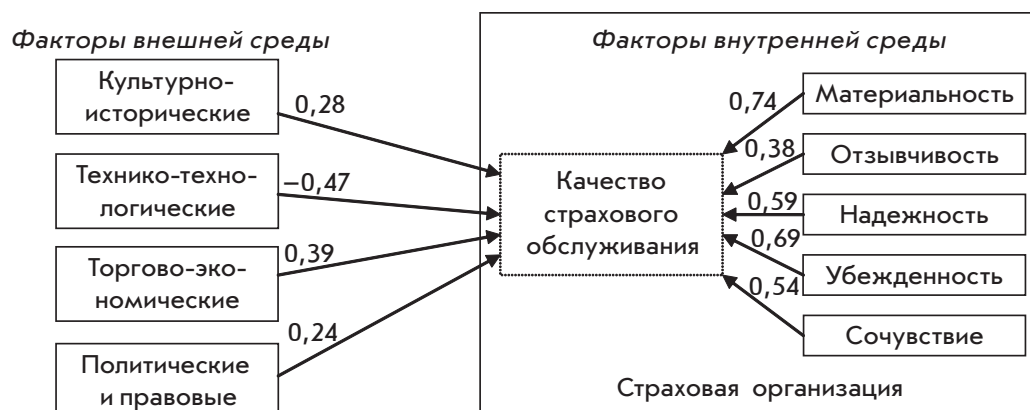 Факторы внешней среды
Культурно-
исторические
0,28
Технико-техно-
логические
–0,47
Торгово-эко-
номические
0,39
Политические
и правовые
0,24
Факторы внутренней среды
Качество
страхового
обслуживания
0,74
Материальность
0,38
Отзывчивость
0,59
Надежность
0,69
Убежденность
0,54
Сочувствие
Страховая организация